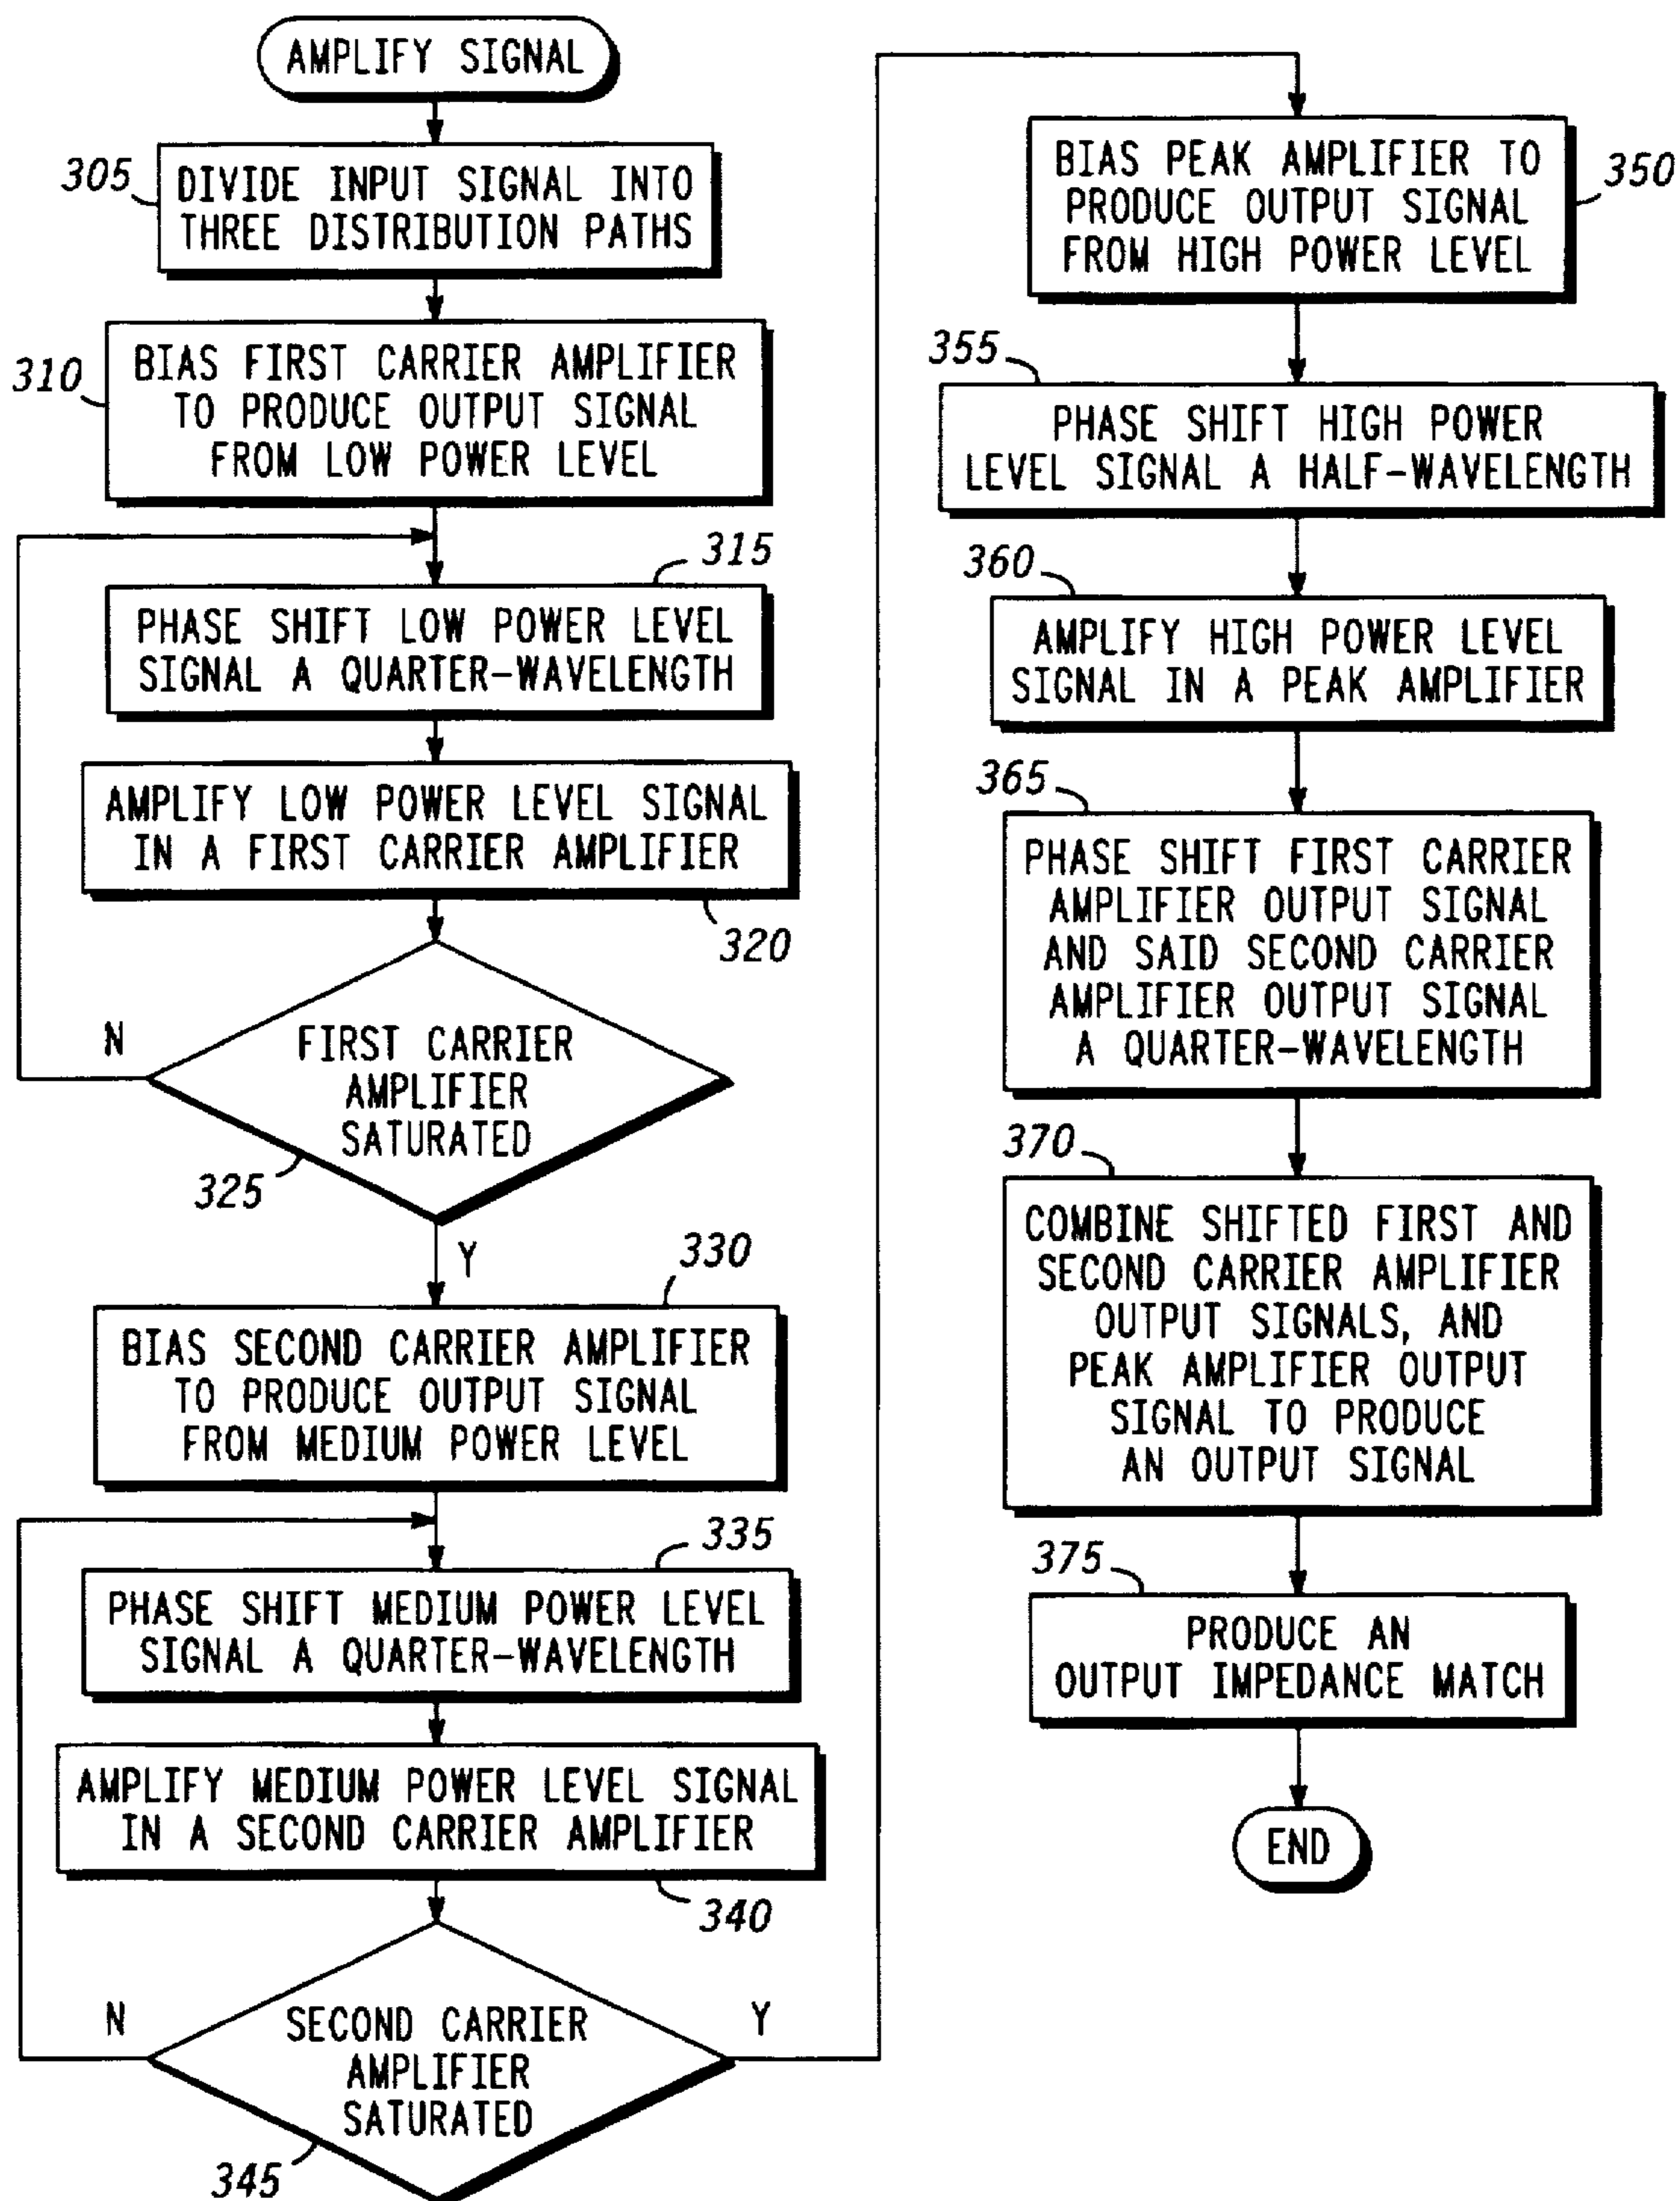 AMPLIFY SIGNAL
305
DIVIDE INPUT SIGNAL INTO
THREE DISTRIBUTION PATHS
310
BIAS FIRST CARRIER AMPLIFIER
TO PRODUCE OUTPUT SIGNAL
FROM LOW POWER LEVEL
315
PHASE SHIFT LOW POWER LEVEL
SIGNAL A QUARTER-WAVELENGTH
AMPLIFY LOW POWER LEVEL SIGNAL
IN A FIRST CARRIER AMPLIFIER
320
N
FIRST CARRIER
AMPLIFIER
SATURATED
325
Y
330
BIAS SECOND CARRIER AMPLIFIER
TO PRODUCE OUTPUT SIGNAL
FROM MEDIUM POWER LEVEL
335
PHASE SHIFT MEDIUM POWER LEVEL
SIGNAL A QUARTER-WAVELENGTH
AMPLIFY MEDIUM POWER LEVEL SIGNAL
IN A SECOND CARRIER AMPLIFIER
340
N
SECOND CARRIER
AMPLIFIER
SATURATED
Y
345
BIAS PEAK AMPLIFIER TO
PRODUCE OUTPUT SIGNAL
FROM HIGH POWER LEVEL
350
355
PHASE SHIFT HIGH POWER
LEVEL SIGNAL A HALF-WAVELENGTH
360
AMPLIFY HIGH POWER LEVEL
SIGNAL IN A PEAK AMPLIFIER
365
PHASE SHIFT FIRST CARRIER
AMPLIFIER OUTPUT SIGNAL
AND SAID SECOND CARRIER
AMPLIFIER OUTPUT SIGNAL
A QUARTER-WAVELENGTH
370
COMBINE SHIFTED FIRST AND
SECOND CARRIER AMPLIFIER
OUTPUT SIGNALS, AND
PEAK AMPLIFIER OUTPUT
SIGNAL TO PRODUCE
AN OUTPUT SIGNAL
375
PRODUCE AN
OUTPUT IMPEDANCE MATCH
END